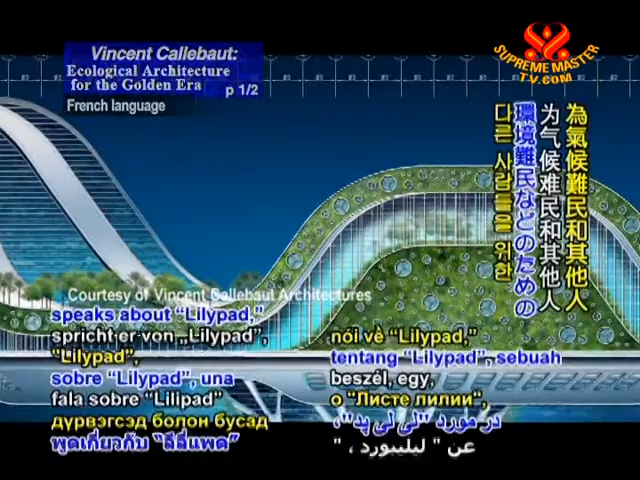 Vincent Callebaut:
Ecological Architecture
for the Golden Era p 1/2
French language
SUPREME MASTER
TV.COM
為氣候難民和其他人
为气候难民和其他人
環境難民などのための
다른 사람들을 위한
Courtesy of Vincent Callebaut Architectures
speaks about "Lilypad,"
spricht er von „Lilypad",
"Lilypad",
sobre "Lilypad", una
fala sobre "Lilipad"
дүрвэгсэд болон бусад
พูดเกี่ยวกับ "ลิลี่แพด"
nói về "Lilypad,"
tentang "Lilypad", sebuah
beszél, egy,
о "Листе лилии",
در مورد "لی لی پد"،
عن " ليليبورد ، "